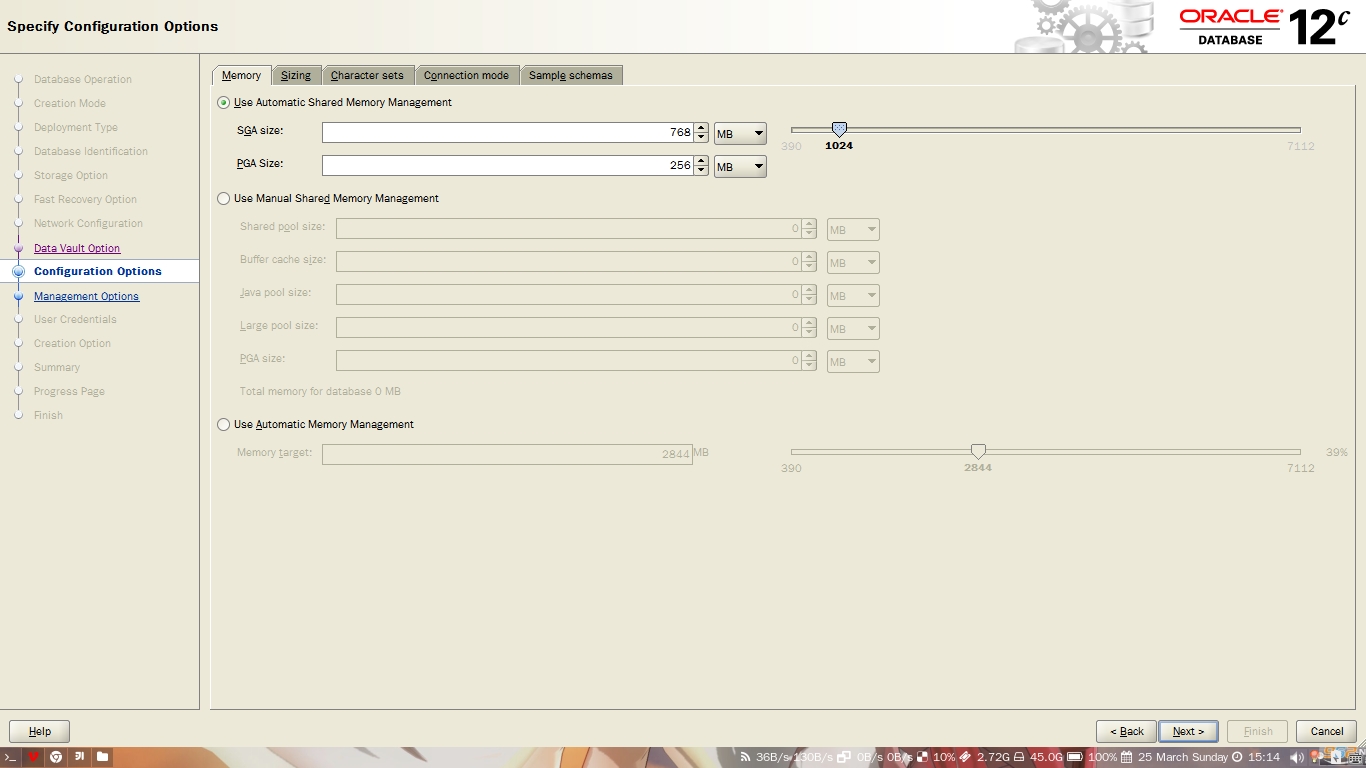 Specify Configuration Options
ORACLE
DATABASE
12c
Database Operation
Creation Mode
Deployment Type
Database Identification
Storage Option
Fast Recovery Option
Network Configuration
Data Vault Option
Configuration Options
Management Options
User Credentials
Creation Option
Summary
Progress Page
Finish
Memory Sizing Character sets Connection mode Sample schemas
Use Automatic Shared Memory Management
SGA size: 768 MB
390 1024 7112
PGA Size: 256 MB
Use Manual Shared Memory Management
Shared pool size: 0 MB
Buffer cache size: 0 MB
Java pool size: 0 MB
Large pool size: 0 MB
PGA size: 0 MB
Total memory for database 0 MB
Use Automatic Memory Management
Memory target: 2844 MB 39%
390 2844 7112
Help < Back Next > Finish Cancel
36B/s 130B/s 0B/s 0B/s 10% 2.72G 45.0G 100% 25 March Sunday 15:14